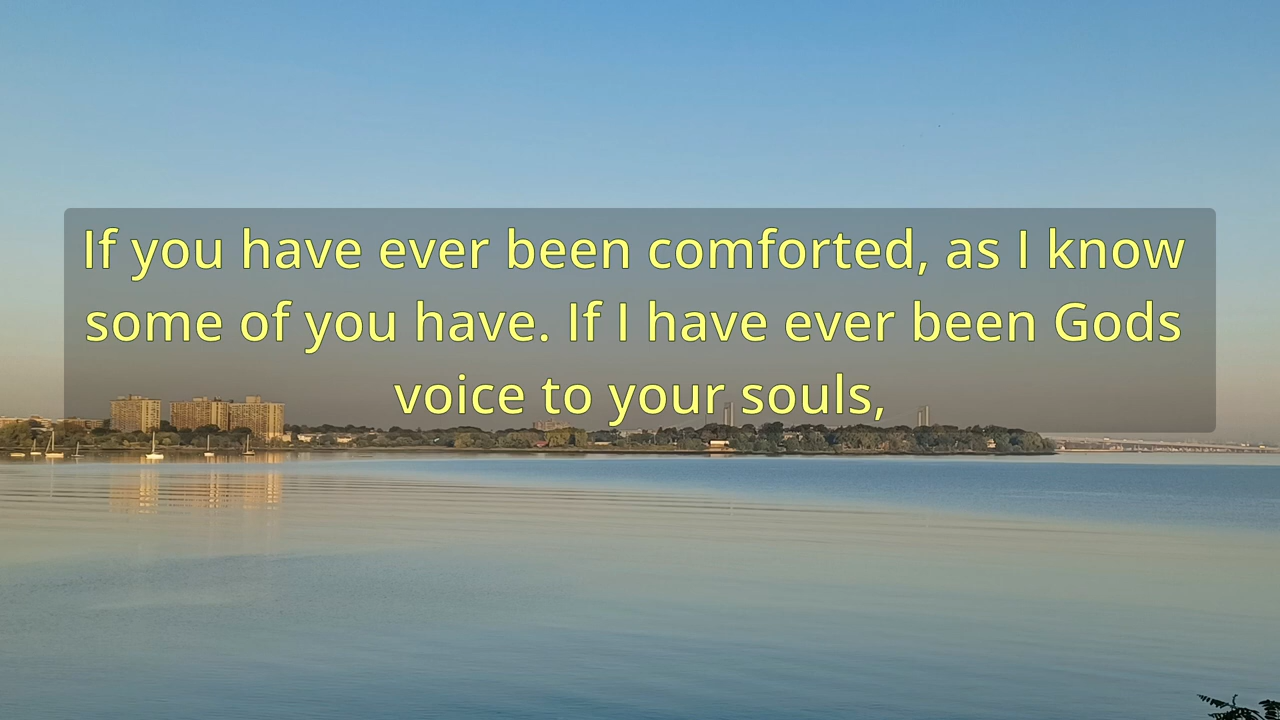 If you have ever been comforted, as I know
some of you have. If I have ever been Gods
voice to your souls,